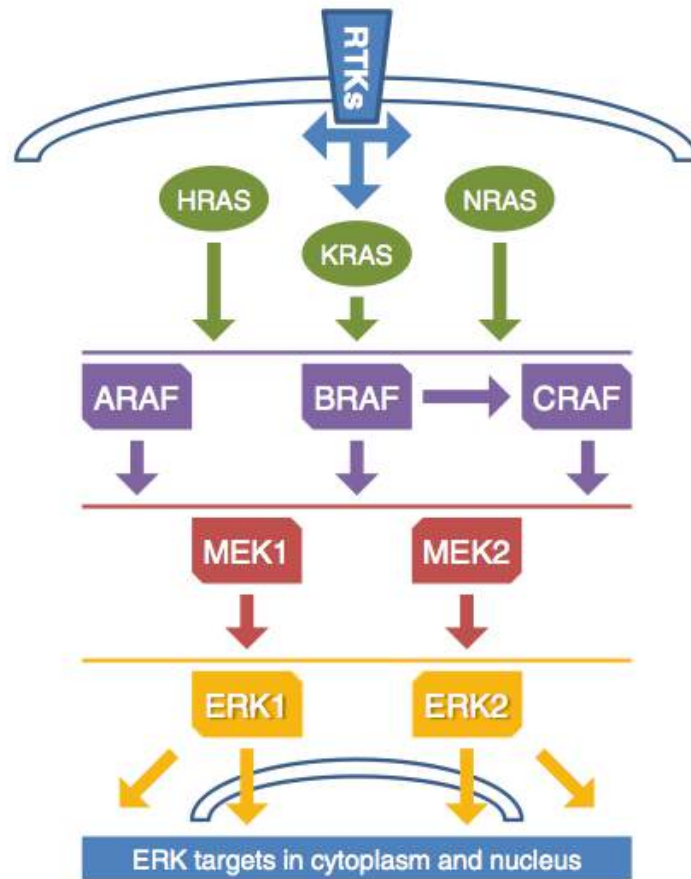 RTKs
HRAS
NRAS
KRAS
ARAF
BRAF
CRAF
MEK1
MEK2
ERK1
ERK2
ERK targets in cytoplasm and nucleus